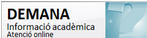 DEMANA
Informació acadèmica
Atenció online